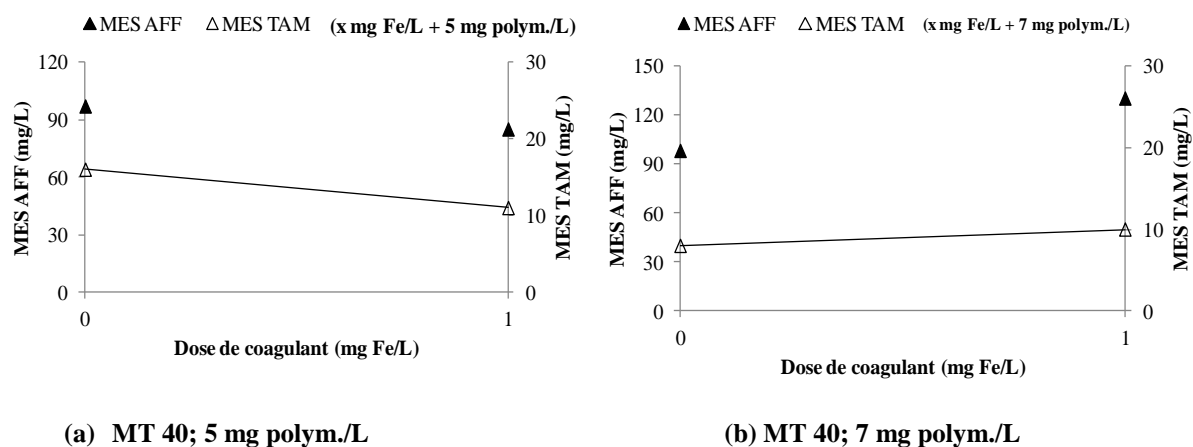 ▲MES AFF △MES TAM (x mg Fe/L + 5 mg polym./L)
MES AFF (mg/L)
120
90
60
30
0
30
20
10
0
MES TAM (mg/L)
0 1
Dose de coagulant (mg Fe/L)
(a) MT 40; 5 mg polym./L
▲MES AFF △MES TAM (x mg Fe/L + 7 mg polym./L)
MES AFF (mg/L)
150
120
90
60
30
0
30
20
10
0
MES TAM (mg/L)
0 1
Dose de coagulant (mg Fe/L)
(b) MT 40; 7 mg polym./L